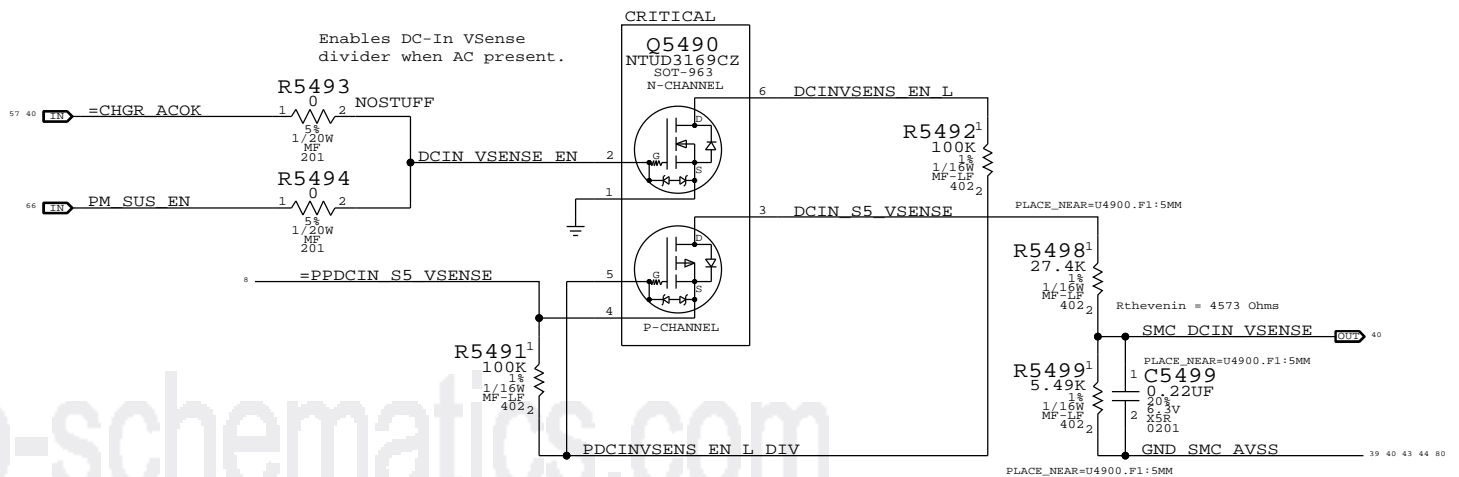 CRITICAL
Enables DC-In VSense
divider when AC present.
Q5490
NTUD3169CZ
SOT-963
N-CHANNEL
R5493
0
1 2
NOSTUFF
5%
1/20W
MF
201
57 40 IN =CHGR_ACOK
6 DCINVSENS_EN_L
D
G
S
R5492
1
100K
1%
1/16W
MF-LF
402
2
2 DCIN_VSENSE_EN
R5494
0
1 2
5%
1/20W
MF
201
66 IN PM_SUS_EN
1
3 DCIN_S5_VSENSE
PLACE_NEAR=U4900.F1:5MM
D
G
S
R5498
1
27.4K
1%
1/16W
MF-LF
402
2
8 =PPDCIN_S5_VSENSE
5
4
P-CHANNEL
Rthevenin = 4573 Ohms
SMC_DCIN_VSENSE OUT 40
R5491
1
100K
1%
1/16W
MF-LF
402
2
PLACE_NEAR=U4900.F1:5MM
R5499
1
5.49K
1%
1/16W
MF-LF
402
2
1
C5499
0.22UF
20%
6.3V
X5R
0201
2
PDCINVSENS_EN_L_DIV
GND_SMC_AVSS 39 40 43 44 80
PLACE_NEAR=U4900.F1:5MM
-schematics.com